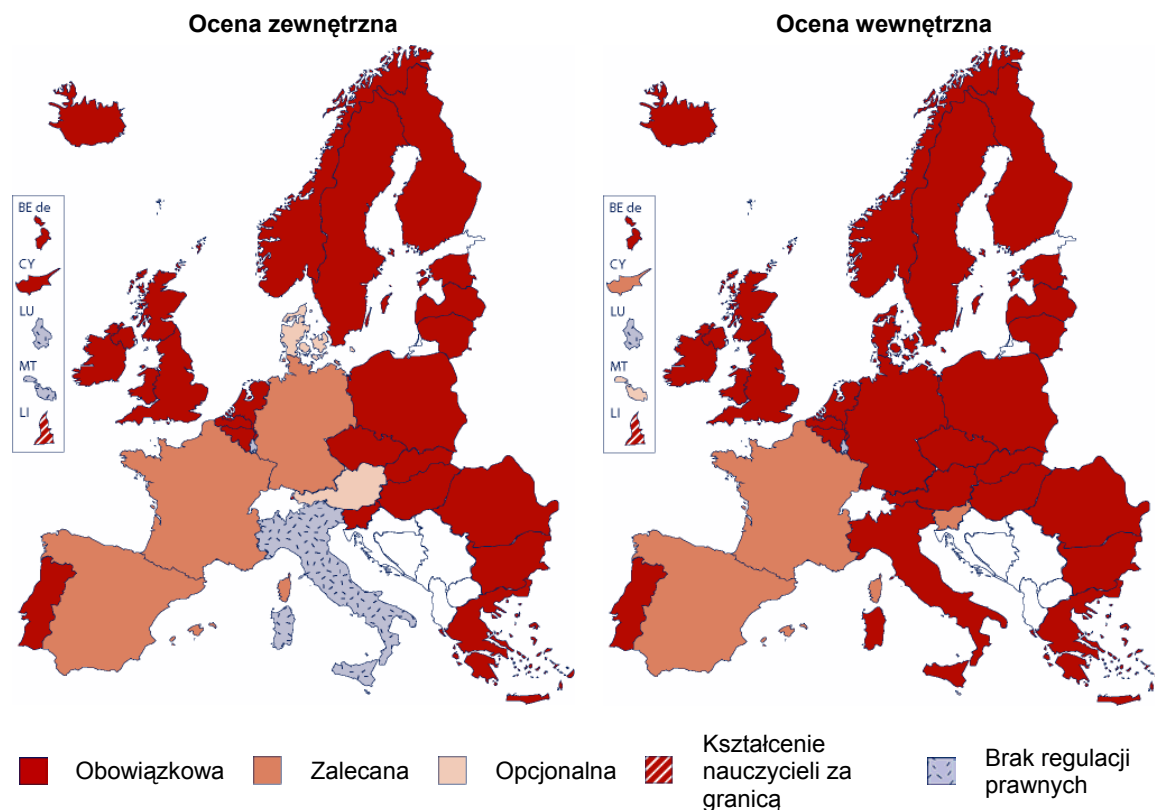 Ocena zewnętrzna
BE de
CY
LU
MT
LI
Ocena wewnętrzna
BE de
CY
LU
MT
LI
Obowiązkowa
Zalecana
Opcjonalna
Kształcenie
nauczycieli za
granicą
Brak regulacji
prawnych